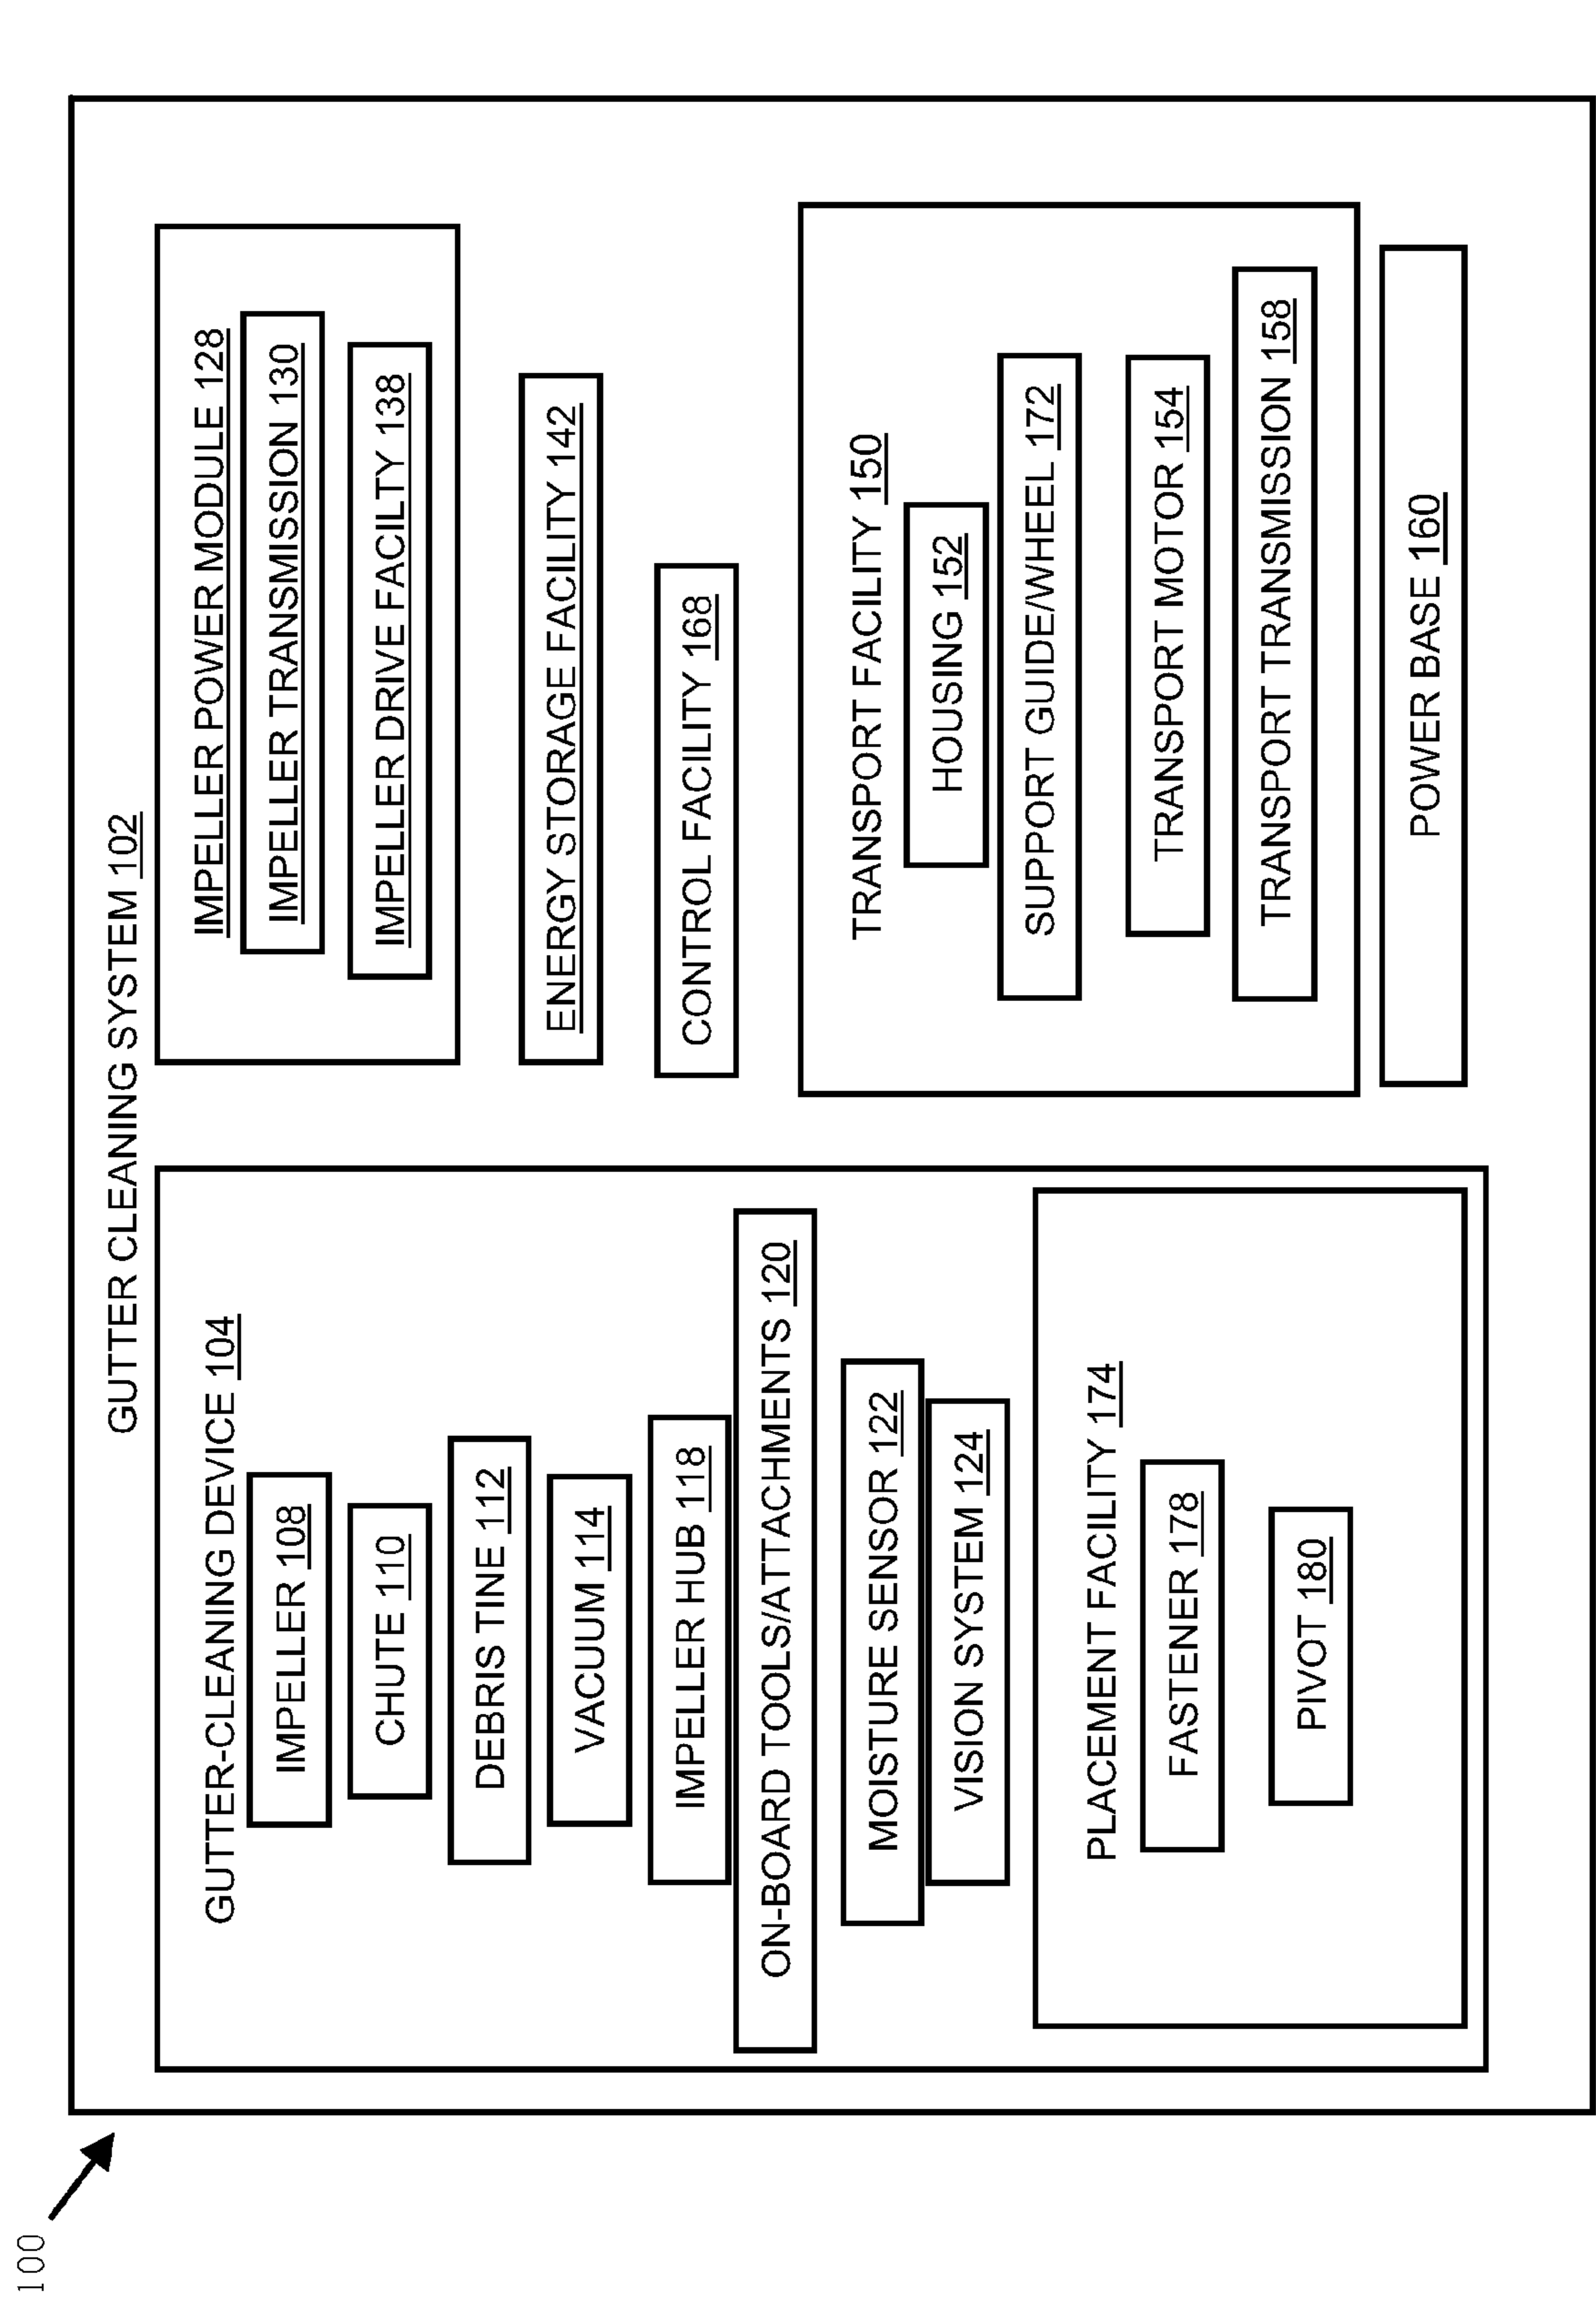 100
GUTTER CLEANING SYSTEM 102
GUTTER-CLEANING DEVICE 104
IMPELLER 108
CHUTE 110
DEBRIS TINE 112
VACUUM 114
IMPELLER HUB 118
ON-BOARD TOOLS/ATTACHMENTS 120
MOISTURE SENSOR 122
VISION SYSTEM 124
PLACEMENT FACILITY 174
FASTENER 178
PIVOT 180
IMPELLER POWER MODULE 128
IMPELLER TRANSMISSION 130
IMPELLER DRIVE FACILTY 138
ENERGY STORAGE FACILITY 142
CONTROL FACILITY 168
TRANSPORT FACILITY 150
HOUSING 152
SUPPORT GUIDE/WHEEL 172
TRANSPORT MOTOR 154
TRANSPORT TRANSMISSION 158
POWER BASE 160